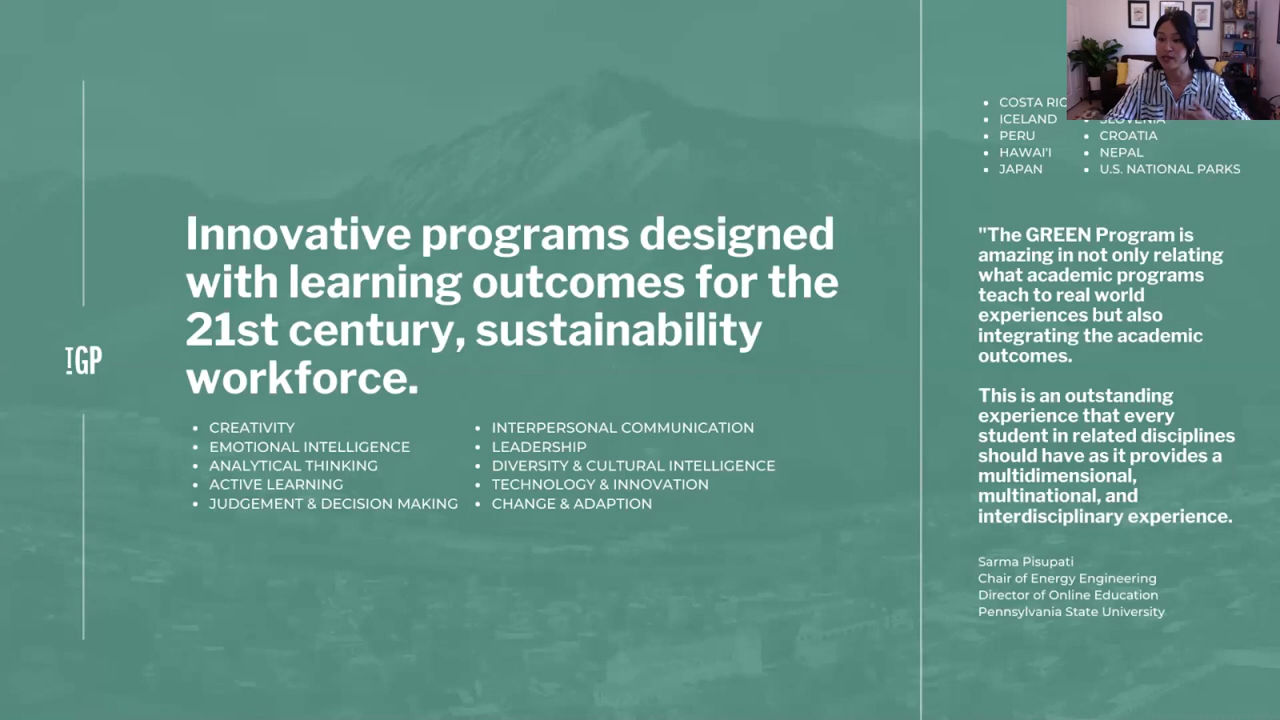 TGP
Innovative programs designed
with learning outcomes for the
21st century, sustainability
workforce.
CREATIVITY
EMOTIONAL INTELLIGENCE
ANALYTICAL THINKING
ACTIVE LEARNING
JUDGEMENT & DECISION MAKING
INTERPERSONAL COMMUNICATION
LEADERSHIP
DIVERSITY & CULTURAL INTELLIGENCE
TECHNOLOGY & INNOVATION
CHANGE & ADAPTION
COSTA RIC
ICELAND
PERU
HAWAI'I
JAPAN
SLOVENIA
CROATIA
NEPAL
U.S. NATIONAL PARKS
"The GREEN Program is
amazing in not only relating
what academic programs
teach to real world
experiences but also
integrating the academic
outcomes.
This is an outstanding
experience that every
student in related disciplines
should have as it provides a
multidimensional,
multinational, and
interdisciplinary experience.
Sarma Pisupati
Chair of Energy Engineering
Director of Online Education
Pennsylvania State University